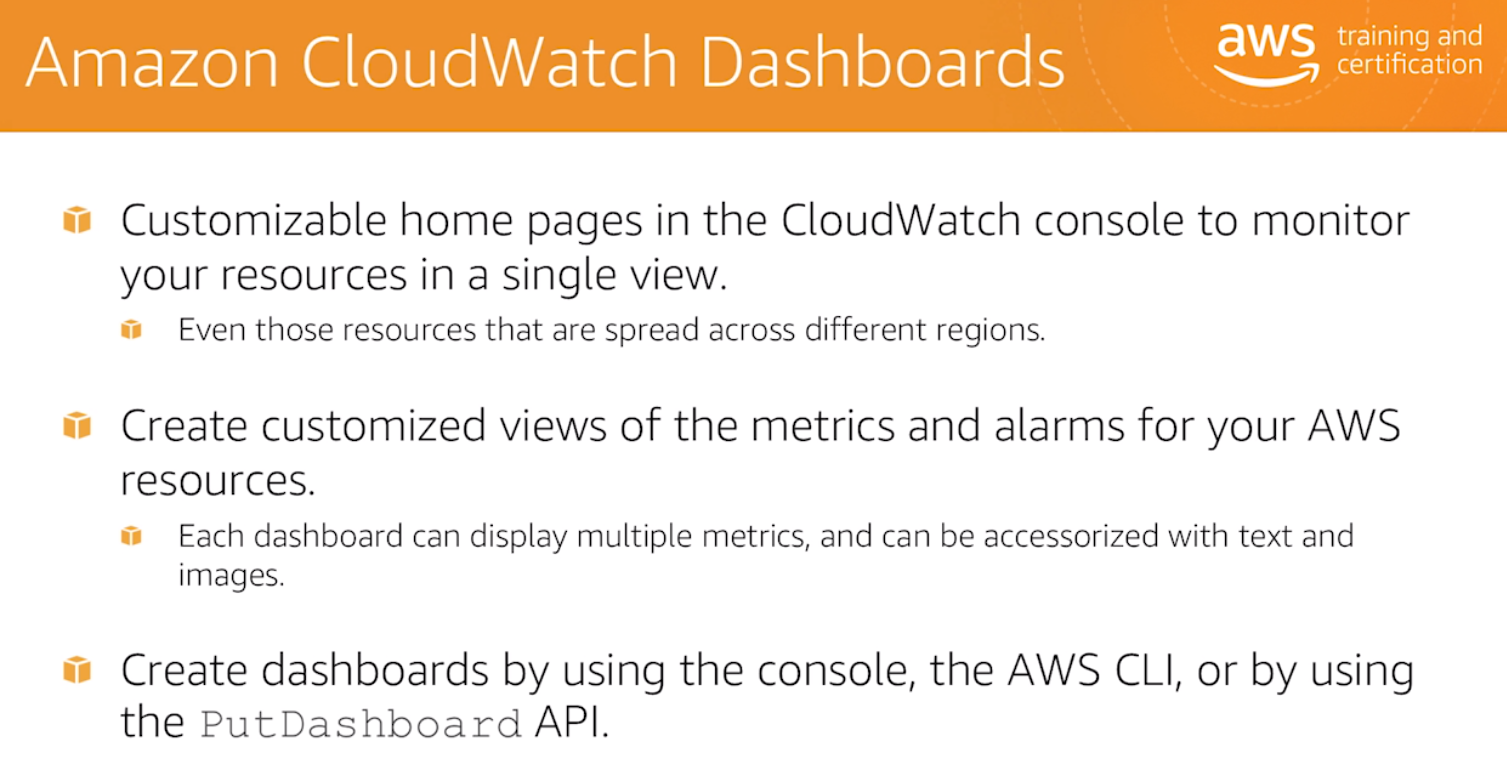 Amazon CloudWatch Dashboards
aws training and
certification
Customizable home pages in the CloudWatch console to monitor
your resources in a single view.
Even those resources that are spread across different regions.
Create customized views of the metrics and alarms for your AWS
resources.
Each dashboard can display multiple metrics, and can be accessorized with text and
images.
Create dashboards by using the console, the AWS CLI, or by using
the PutDashboard API.